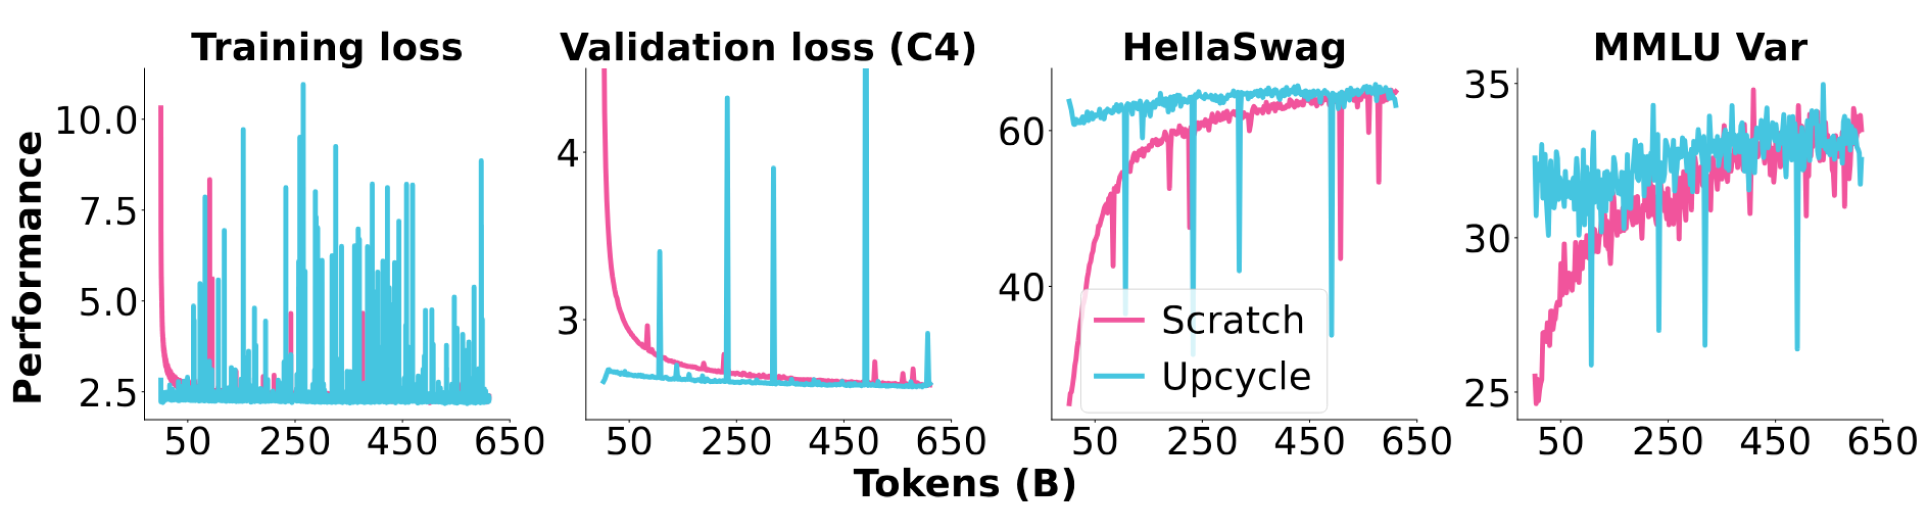 Training loss
Validation loss (C4)
HellaSwag
MMLU Var
Performance
10.0
7.5
5.0
2.5
50 250 450 650
4
3
50 250 450 650
60
40
50 250 450 650
Scratch
Upcycle
35
30
25
50 250 450 650
Tokens (B)